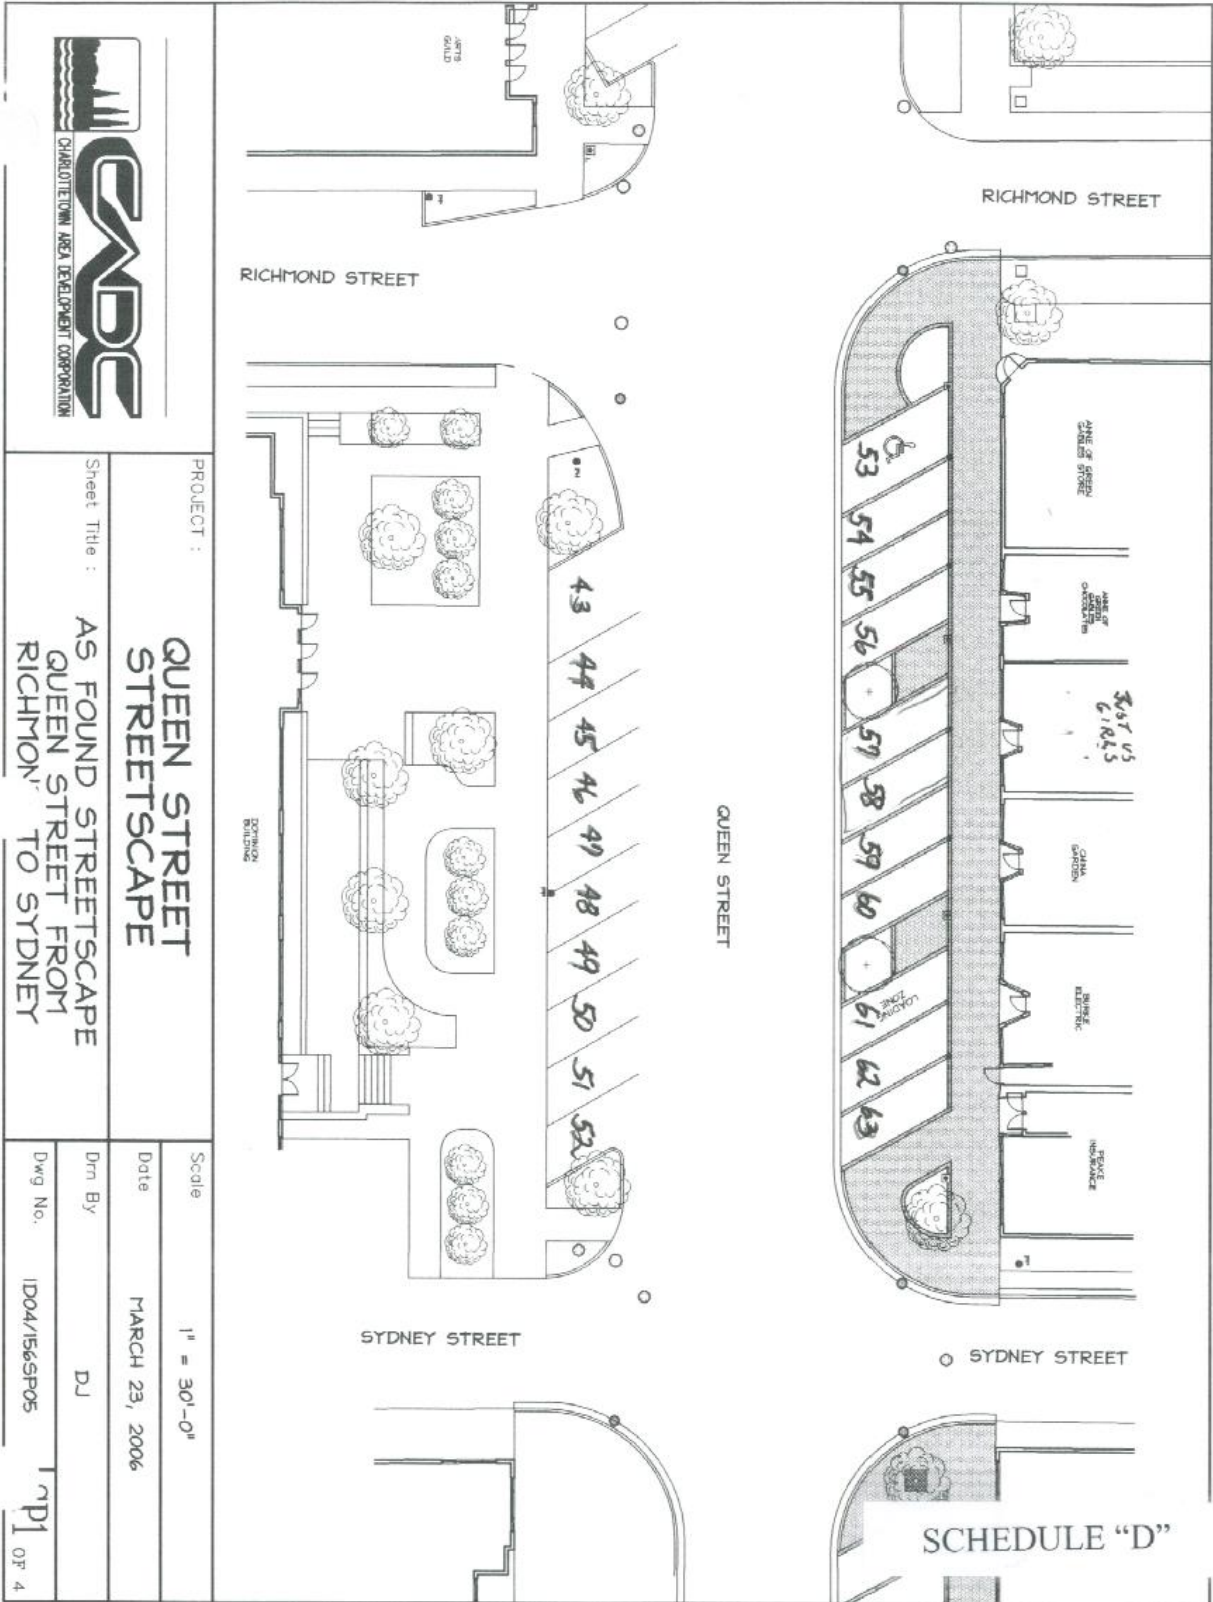 ARTS
GUILD
RICHMOND STREET
RICHMOND STREET
CADC
CHARLOTTETOWN AREA DEVELOPMENT CORPORATION
ANNE OF GREEN
GABLES STORE
53
54
55
56
57
58
59
60
61
62
63
LOADING
ZONE
ANNE OF
GREEN
GABLES
CHOCOLATES
JUST US
GIRLS
CHINA
GARDEN
BURKE
ELECTRIC
PEAKE
INSURANCE
43
44
45
46
47
48
49
50
51
52
QUEEN STREET
DOMINION
BUILDING
SYDNEY STREET
SYDNEY STREET
PROJECT :
QUEEN STREET
STREETSCAPE
Sheet Title :
AS FOUND STREETSCAPE
QUEEN STREET FROM
RICHMON TO SYDNEY
Scale
1" = 30'-0"
Date
MARCH 23, 2006
Drn By
DJ
Dwg No.
ID04/156SP05
P1 OF 4
SCHEDULE "D"